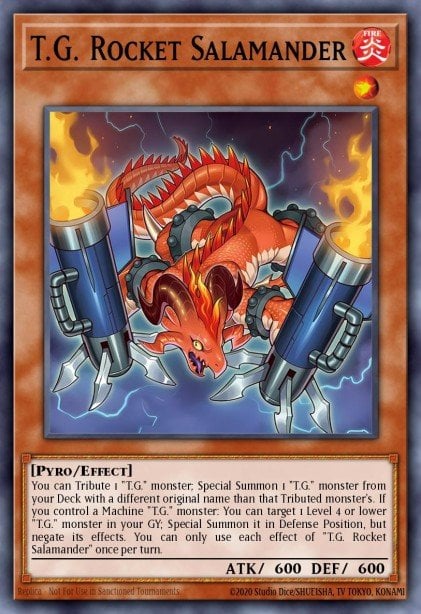 T.G. Rocket Salamander
FIRE
炎
[Pyro/Effect]
You can Tribute 1 "T.G." monster; Special Summon 1 "T.G." monster from
your Deck with a different original name than that Tributed monster's. If
you control a Machine "T.G." monster: You can target 1 Level 4 or lower
"T.G." monster in your GY; Special Summon it in Defense Position, but
negate its effects. You can only use each effect of "T.G. Rocket
Salamander" once per turn.
ATK/ 600 DEF/ 600
Replica - Not For Use in Sanctioned Tournaments
©2020 Studio Dice/SHUEISHA, TV TOKYO, KONAMI